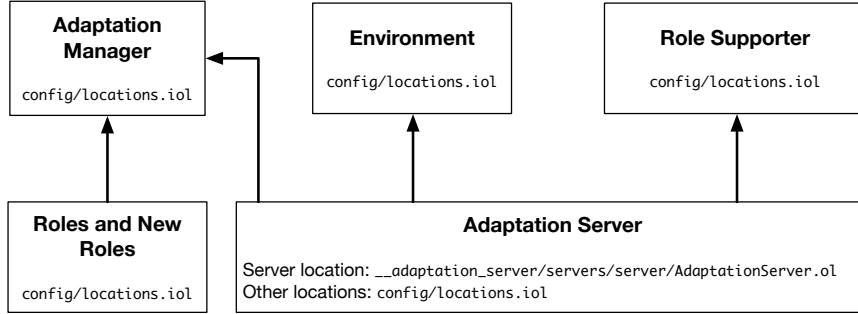 Adaptation
Manager
config/locations.iol
Environment
config/locations.iol
Role Supporter
config/locations.iol
Roles and New
Roles
config/locations.iol
Adaptation Server
Server location: __adaptation_server/servers/server/AdaptationServer.ol
Other locations: config/locations.iol